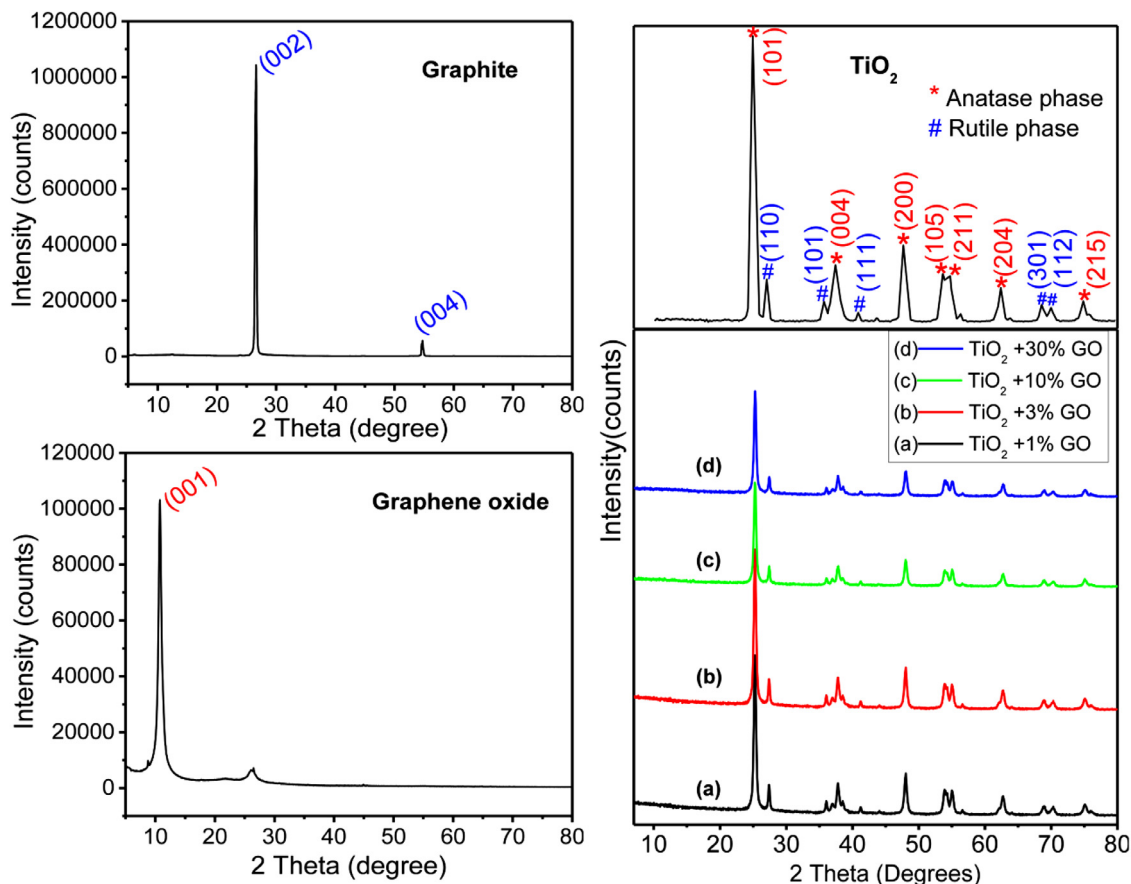 1200000
1000000
800000
600000
400000
200000
0
Intensity (counts)
(002)
Graphite
(004)
10 20 30 40 50 60 70 80
2 Theta (degree)
120000
100000
80000
60000
40000
20000
0
Intensity (counts)
(001)
Graphene oxide
10 20 30 40 50 60 70 80
2 Theta (degree)
TiO2
* Anatase phase
# Rutile phase
*(101)
#(110)
#(101)
*(004)
#(111)
*(200)
*(105)
*(211)
*(204)
#(301)
#(112)
*(215)
Intensity(counts)
(d) TiO2 +30% GO
(c) TiO2 +10% GO
(b) TiO2 +3% GO
(a) TiO2 +1% GO
(d)
(c)
(b)
(a)
10 20 30 40 50 60 70 80
2 Theta (Degrees)